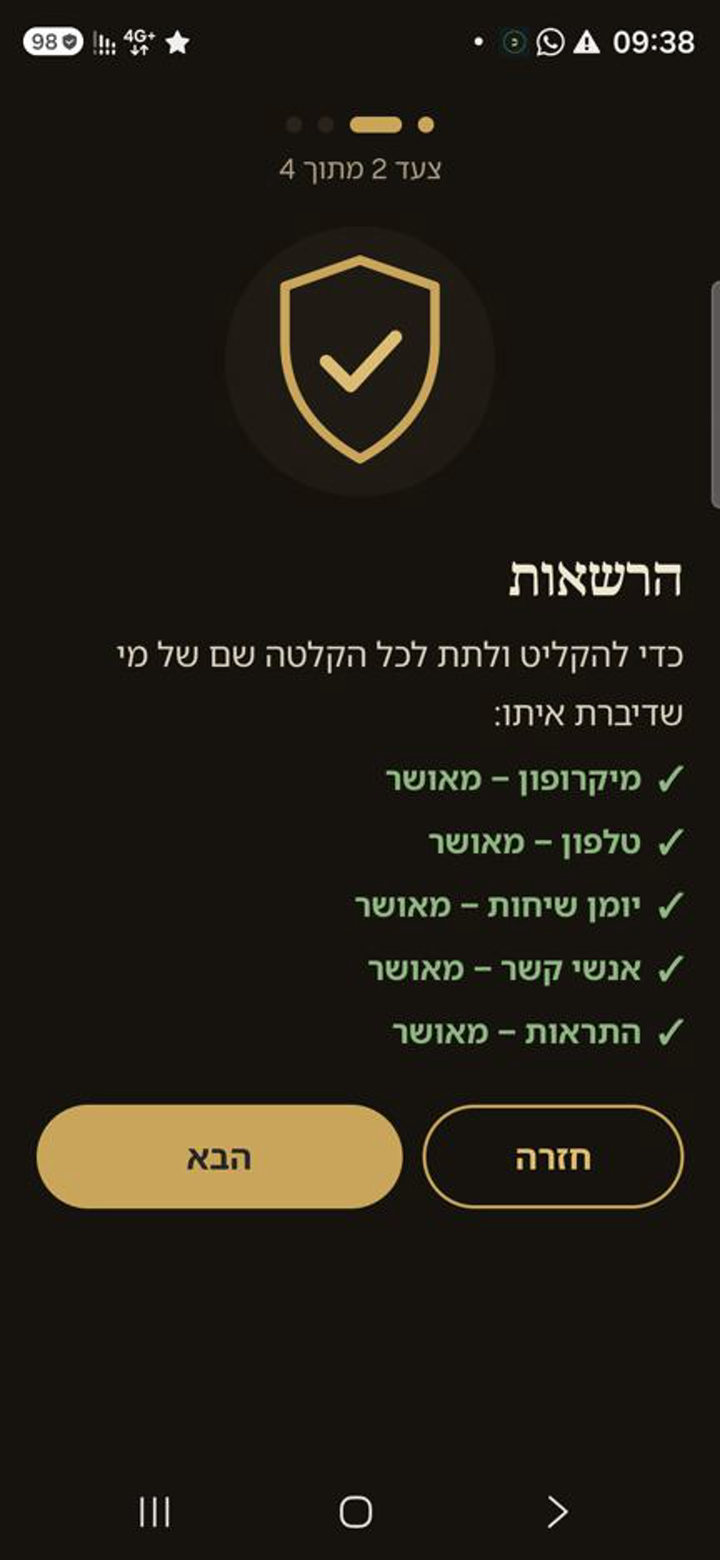 09:38
4G+
98
צעד 2 מתוך 4
הרשאות
כדי להקליט ולתת לכל הקלטה שם של מי
שדיברת איתו:
✓ מיקרופון – מאושר
✓ טלפון – מאושר
✓ יומן שיחות – מאושר
✓ אנשי קשר – מאושר
✓ התראות – מאושר
חזרה
הבא